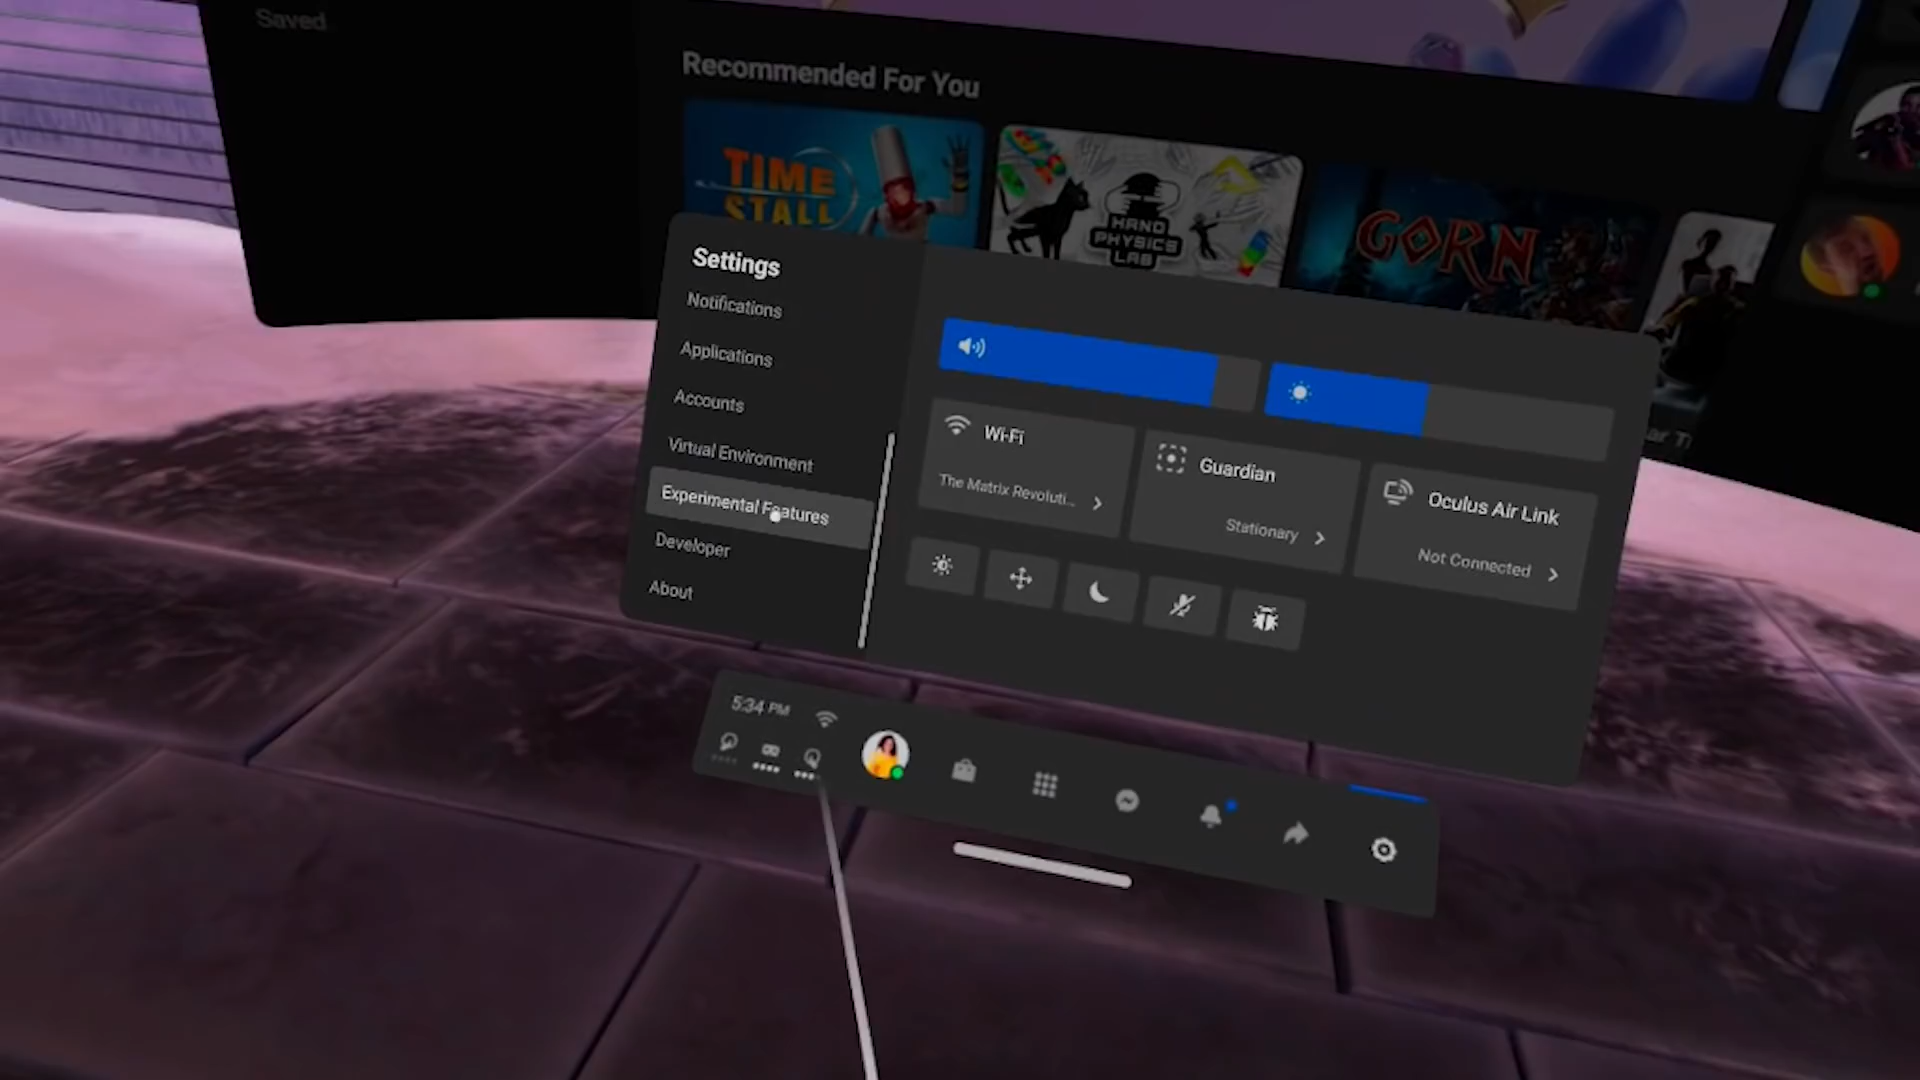 Saved
Recommended For You
TIME
STALL
HAND
PHYSICS
LAB
GORN
Settings
Notifications
Applications
Accounts
Virtual Environment
Experimental Features
Developer
About
Wi-Fi
The Matrix Revoluti...
Guardian
Stationary
Oculus Air Link
Not Connected
5:34 PM